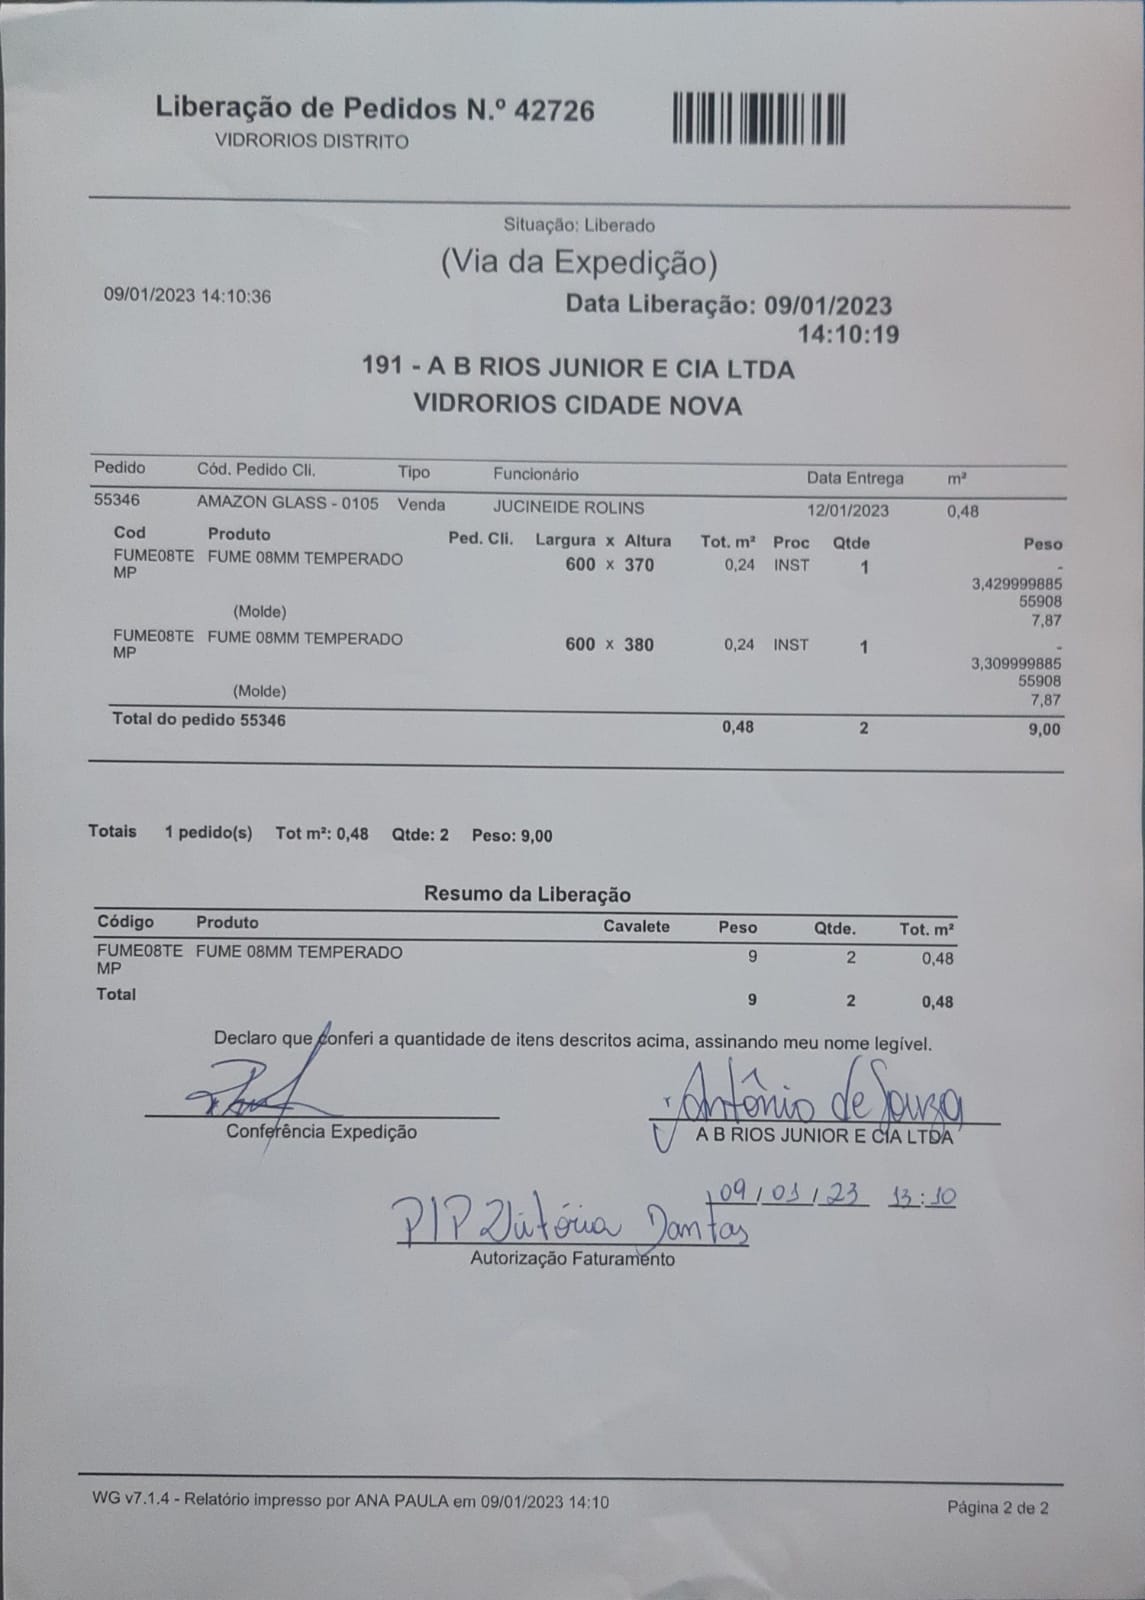 Liberação de Pedidos N.º 42726
VIDRORIOS DISTRITO
Situação: Liberado
(Via da Expedição)
09/01/2023 14:10:36
Data Liberação: 09/01/2023
14:10:19
191 - A B RIOS JUNIOR E CIA LTDA
VIDRORIOS CIDADE NOVA
Pedido Cód. Pedido Cli. Tipo Funcionário Data Entrega m²
55346 AMAZON GLASS - 0105 Venda JUCINEIDE ROLINS 12/01/2023 0,48
Cod Produto Ped. Cli. Largura x Altura Tot. m² Proc Qtde Peso
FUME08TE FUME 08MM TEMPERADO 600 x 370 0,24 INST 1 -
MP 3,429999885
55908
(Molde) 7,87
FUME08TE FUME 08MM TEMPERADO 600 x 380 0,24 INST 1 -
MP 3,309999885
55908
(Molde) 7,87
Total do pedido 55346 0,48 2 9,00
Totais 1 pedido(s) Tot m²: 0,48 Qtde: 2 Peso: 9,00
Resumo da Liberação
Código Produto Cavalete Peso Qtde. Tot. m²
FUME08TE FUME 08MM TEMPERADO 9 2 0,48
MP
Total 9 2 0,48
Declaro que conferi a quantidade de itens descritos acima, assinando meu nome legível.
Antônio de Souza
Conferência Expedição A B RIOS JUNIOR E CIA LTDA
09/01/23 13:10
P/P Vitória Dantas
Autorização Faturamento
WG v7.1.4 - Relatório impresso por ANA PAULA em 09/01/2023 14:10
Página 2 de 2